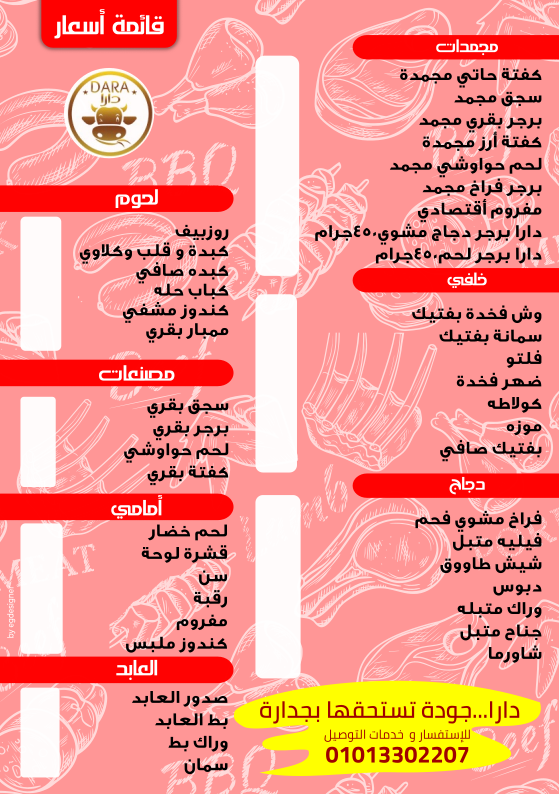 قائمة أسعار
DARA
دارا
مجمدات
كفتة حاتي مجمدة
سجق مجمد
برجر بقري مجمد
كفتة أرز مجمدة
لحم حواوشي مجمد
برجر فراخ مجمد
مفروم أقتصادي
دارا برجر دجاج مشوي،٤٥٠جرام
دارا برجر لحم،٤٥٠جرام
خلفي
وش فخدة بفتيك
سمانة بفتيك
فلتو
ضهر فخدة
كولاطه
موزه
بفتيك صافي
دجاج
فراخ مشوي فحم
فيليه متبل
شيش طاووق
دبوس
وراك متبله
جناح متبل
شاورما
لحوم
روزبيف
كبدة و قلب وكلاوي
كبده صافي
كباب حله
كندوز مشفي
ممبار بقري
مصنعات
سجق بقري
برجر بقري
لحم حواوشي
كفتة بقري
أمامي
لحم خضار
قشرة لوحة
سن
رقبة
مفروم
كندوز ملبس
العابد
صدور العابد
بط العابد
وراك بط
سمان
دارا...جودة تستحقها بجدارة
للإستفسار و خدمات التوصيل
01013302207
BBQ